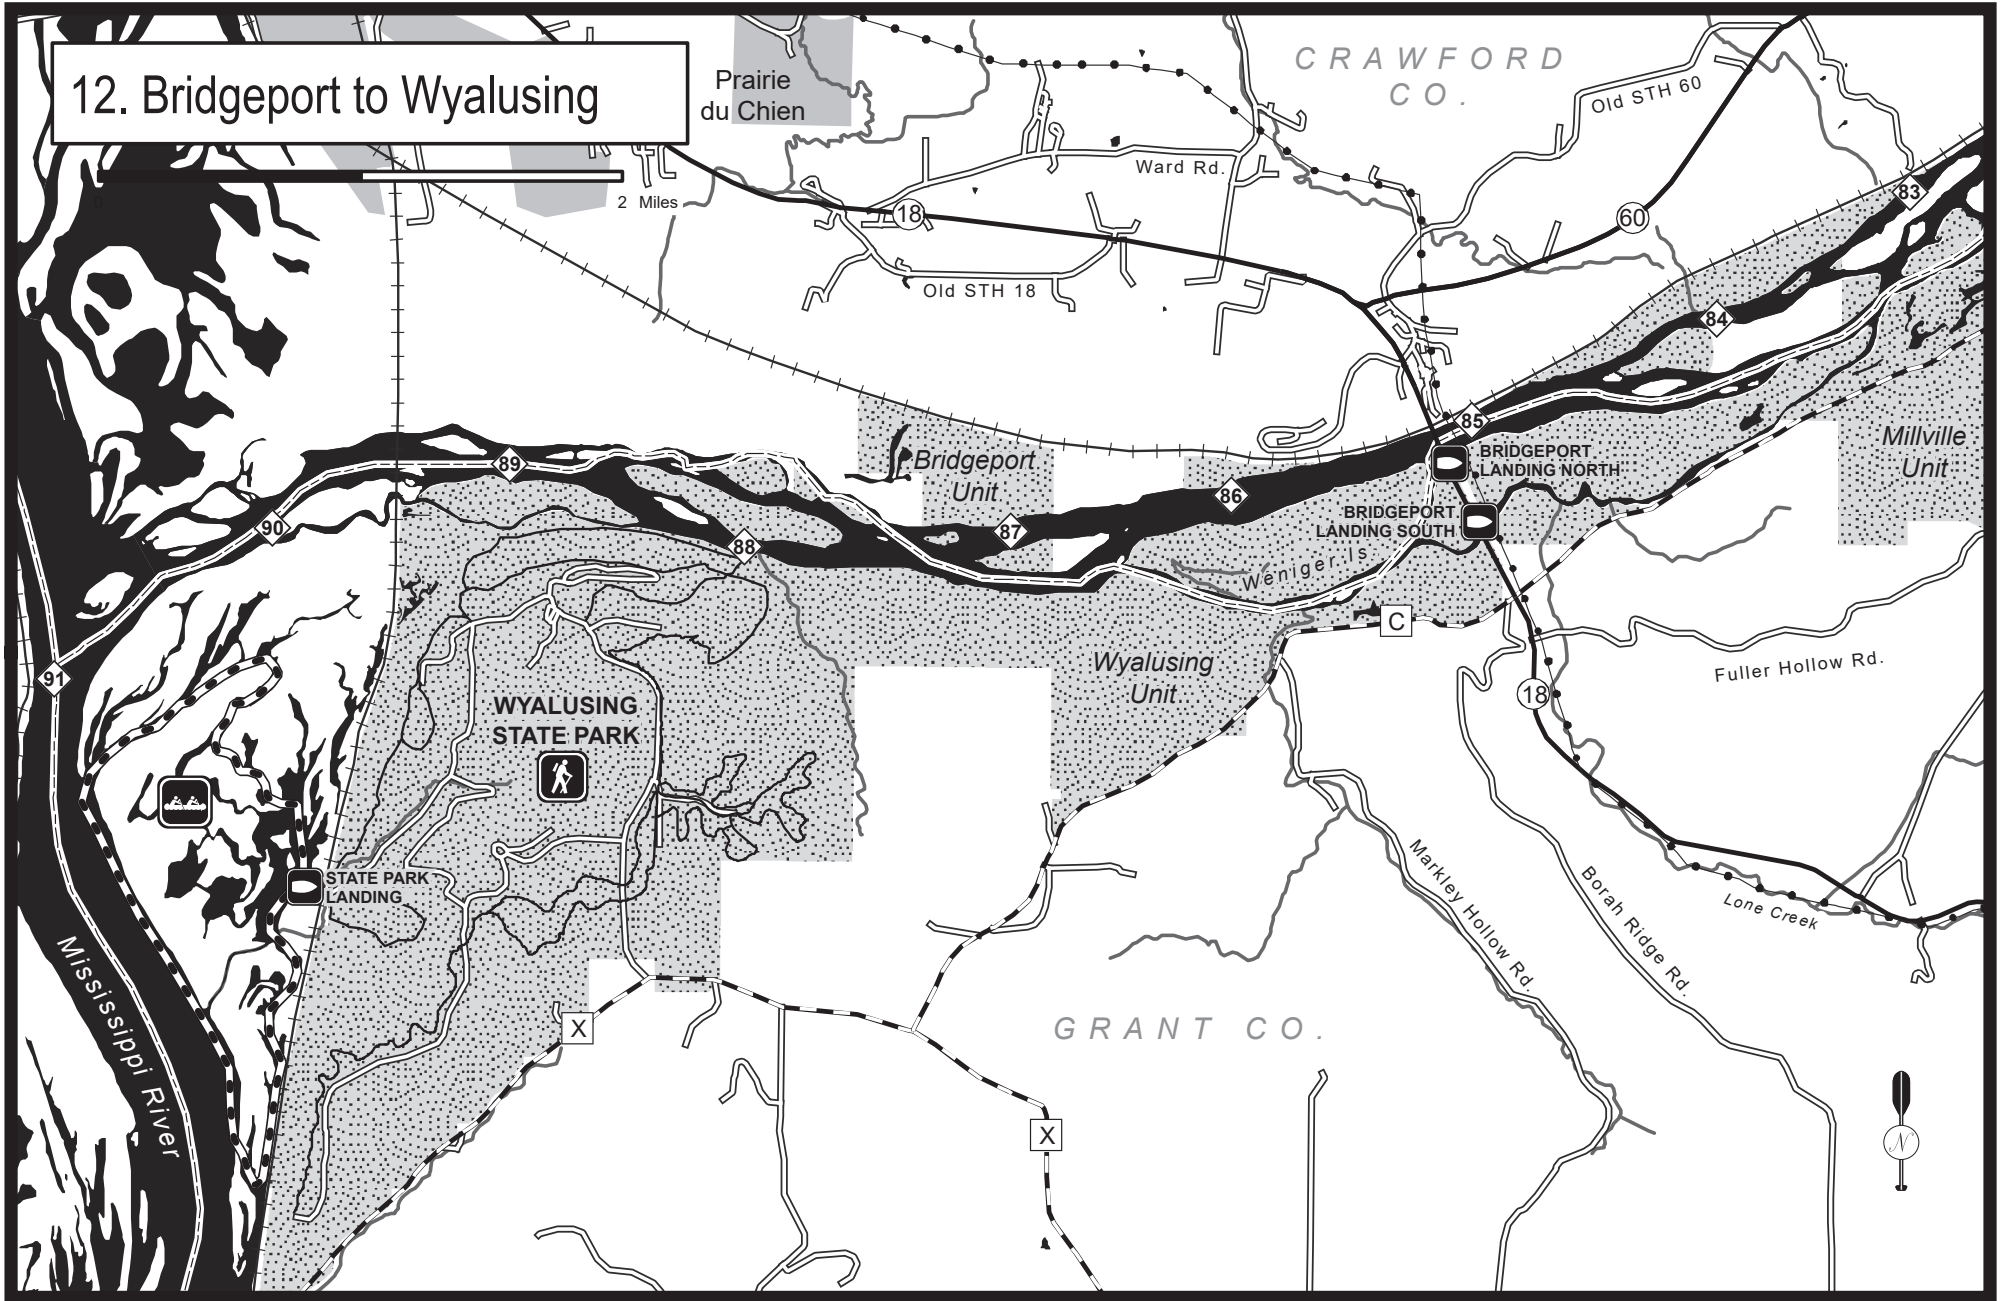 12. Bridgeport to Wyalusing
0
2 Miles
Prairie
du Chien
CRAWFORD
CO.
Old STH 60
Ward Rd.
18
60
83
Old STH 18
84
85
Millville
Unit
BRIDGEPORT
LANDING NORTH
Bridgeport
Unit
89
86
90
87
88
BRIDGEPORT
LANDING SOUTH
Weniger Is
C
Wyalusing
Unit
Fuller Hollow Rd.
91
18
WYALUSING
STATE PARK
STATE PARK
LANDING
Markley Hollow Rd.
Borah Ridge Rd.
Lone Creek
Mississippi River
X
GRANT CO.
X
N